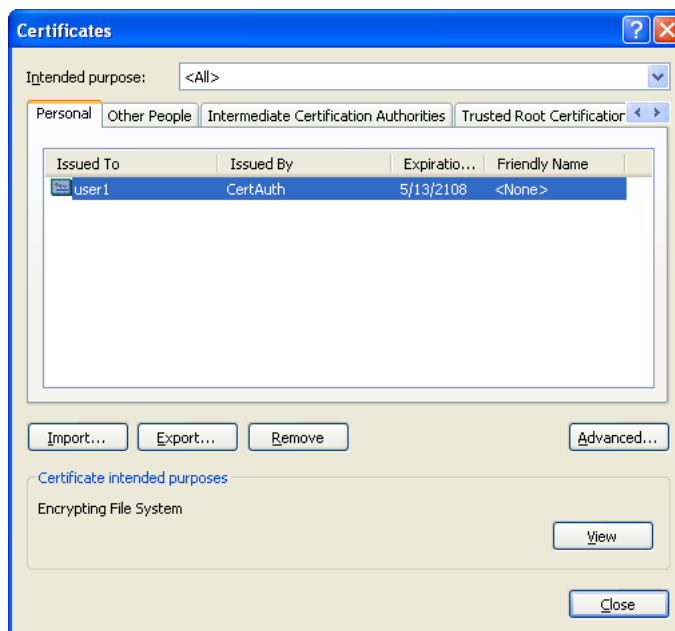 Certificates
Intended purpose: <All>
Personal Other People Intermediate Certification Authorities Trusted Root Certification
Issued To Issued By Expiratio... Friendly Name
user1 CertAuth 5/13/2108 <None>
Import... Export... Remove Advanced...
Certificate intended purposes
Encrypting File System
View
Close